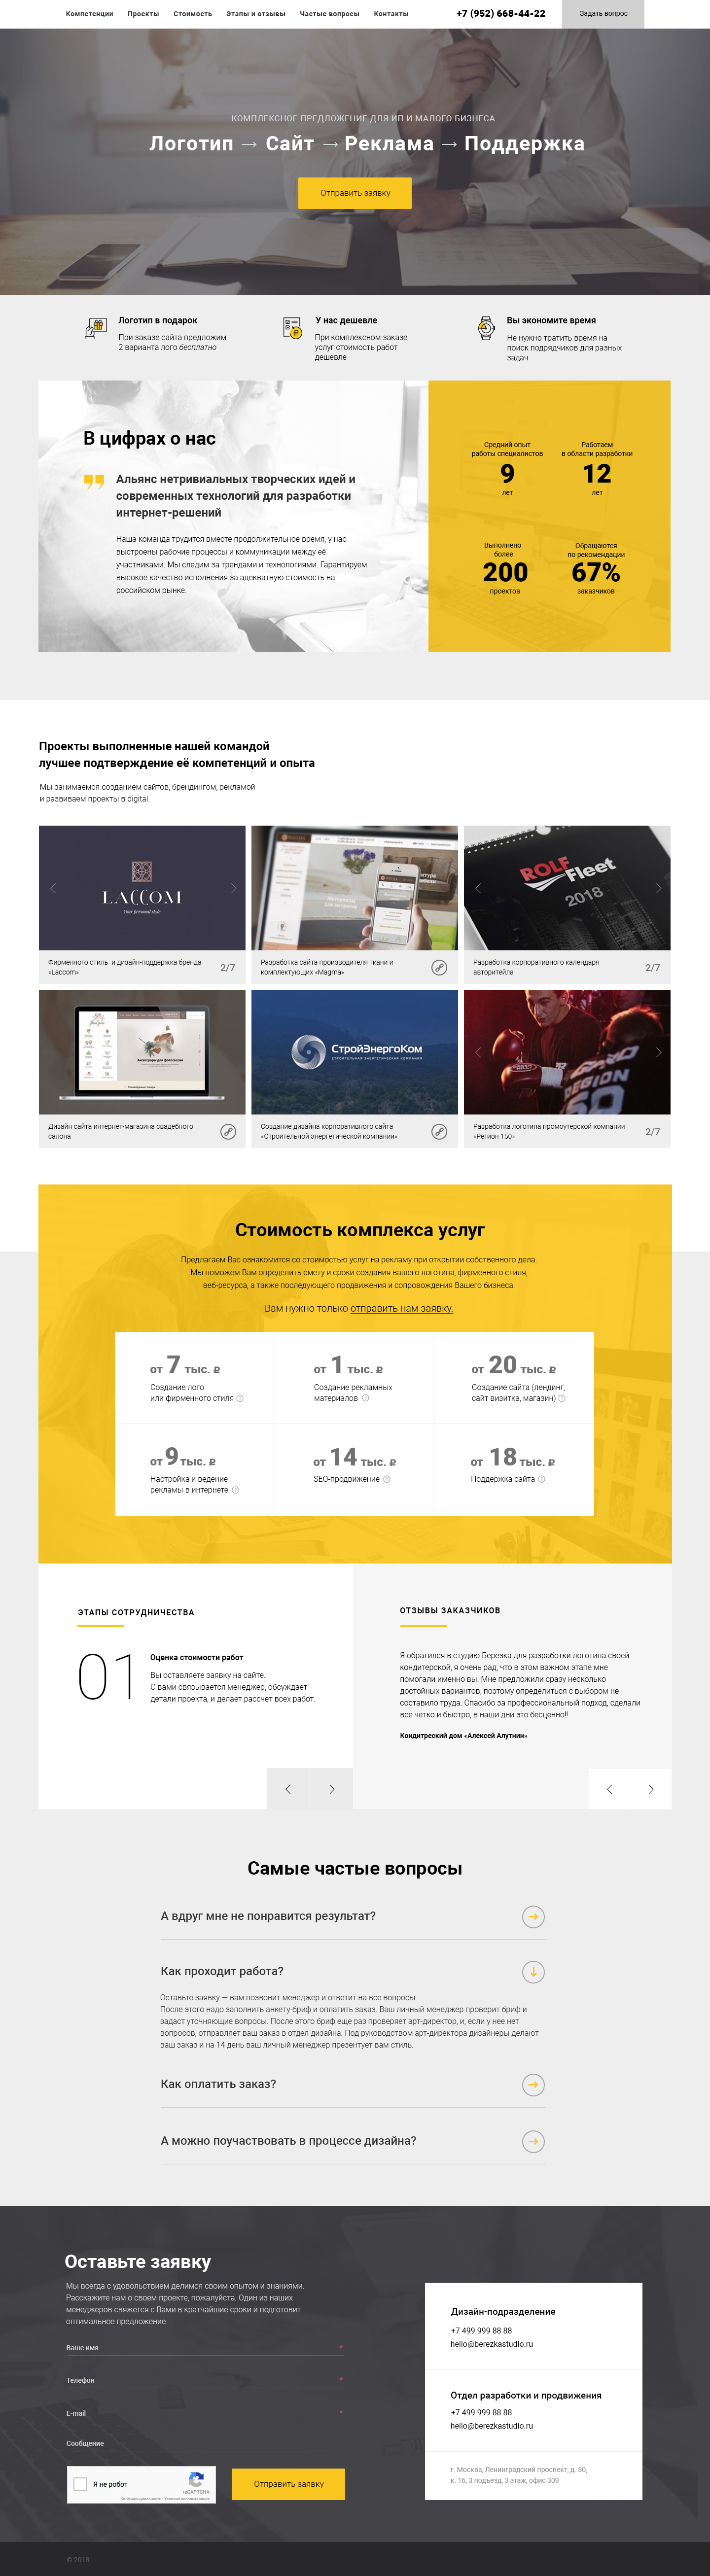 Компетенции Проекты Стоимость Этапы и отзывы Частые вопросы Контакты +7 (952) 668-44-22 Задать вопрос
КОМПЛЕКСНОЕ ПРЕДЛОЖЕНИЕ ДЛЯ ИП И МАЛОГО БИЗНЕСА
Логотип → Сайт → Реклама → Поддержка
Отправить заявку
Логотип в подарок
При заказе сайта предложим
2 варианта лого бесплатно
У нас дешевле
При комплексном заказе
услуг стоимость работ
дешевле
Вы экономите время
Не нужно тратить время на
поиск подрядчиков для разных
задач
В цифрах о нас
Альянс нетривиальных творческих идей и
современных технологий для разработки
интернет-решений
Наша команда трудится вместе продолжительное время, у нас
выстроены рабочие процессы и коммуникации между её
участниками. Мы следим за трендами и технологиями. Гарантируем
высокое качество исполнения за адекватную стоимость на
российском рынке.
Средний опыт
работы специалистов
9
лет
Работаем
в области разработки
12
лет
Выполнено
более
200
проектов
Обращаются
по рекомендации
67%
заказчиков
Проекты выполненные нашей командой
лучшее подтверждение её компетенций и опыта
Мы занимаемся созданием сайтов, брендингом, рекламой
и развиваем проекты в digital.
LACCOM
Your personal style
Фирменного стиль и дизайн-поддержка бренда
«Laccom»
2/7
Разработка сайта производителя ткани и
комплектующих «Magma»
ROLF
Fleet
2018
Разработка корпоративного календаря
авторитейла
2/7
Дизайн сайта интернет-магазина свадебного
салона
СтройЭнергоКом
СТРОИТЕЛЬНАЯ ЭНЕРГЕТИЧЕСКАЯ КОМПАНИЯ
Создание дизайна корпоративного сайта
«Строительной энергетической компании»
Разработка логотипа промоутерской компании
«Регион 150»
2/7
Стоимость комплекса услуг
Предлагаем Вас ознакомится со стоимостью услуг на рекламу при открытии собственного дела.
Мы поможем Вам определить смету и сроки создания вашего логотипа, фирменного стиля,
веб-ресурса, а также последующего продвижения и сопровождения Вашего бизнеса.
Вам нужно только отправить нам заявку.
от 7 тыс. ₽
Создание лого
или фирменного стиля ?
от 1 тыс. ₽
Создание рекламных
материалов ?
от 20 тыс. ₽
Создание сайта (лендинг,
сайт визитка, магазин) ?
от 9 тыс. ₽
Настройка и ведение
рекламы в интернете ?
от 14 тыс. ₽
SEO-продвижение ?
от 18 тыс. ₽
Поддержка сайта ?
ЭТАПЫ СОТРУДНИЧЕСТВА
01
Оценка стоимости работ
Вы оставляете заявку на сайте.
С вами связывается менеджер, обсуждает
детали проекта, и делает рассчет всех работ.
ОТЗЫВЫ ЗАКАЗЧИКОВ
Я обратился в студию Березка для разработки логотипа своей
кондитерской, я очень рад, что в этом важном этапе мне
помогали именно вы. Мне предложили сразу несколько
достойных вариантов, поэтому определиться с выбором не
составило труда. Спасибо за профессиональный подход, сделали
все четко и быстро, в наши дни это бесценно!!
Кондитреский дом «Алексей Алутнин»
Самые частые вопросы
А вдруг мне не понравится результат?
Как проходит работа?
Оставьте заявку — вам позвонит менеджер и ответит на все вопросы.
После этого надо заполнить анкету-бриф и оплатить заказ. Ваш личный менеджер проверит бриф и
задаст уточняющие вопросы. После этого бриф еще раз проверяет арт-директор, и, если у нее нет
вопросов, отправляет ваш заказ в отдел дизайна. Под руководством арт-директора дизайнеры делают
ваш заказ и на 14 день ваш личный менеджер презентует вам стиль.
Как оплатить заказ?
А можно поучаствовать в процессе дизайна?
Оставьте заявку
Мы всегда с удовольствием делимся своим опытом и знаниями.
Расскажите нам о своем проекте, пожалуйста. Один из наших
менеджеров свяжется с Вами в кратчайшие сроки и подготовит
оптимальное предложение.
Ваше имя *
Телефон *
E-mail *
Сообщение
Я не робот
reCAPTCHA
Конфиденциальность - Условия использования
Отправить заявку
Дизайн-подразделение
+7 499 999 88 88
hello@berezkastudio.ru
Отдел разработки и продвижения
+7 499 999 88 88
hello@berezkastudio.ru
г. Москва, Ленинградский проспект, д. 80,
к. 16, 3 подъезд, 3 этаж, офис 309
© 2018